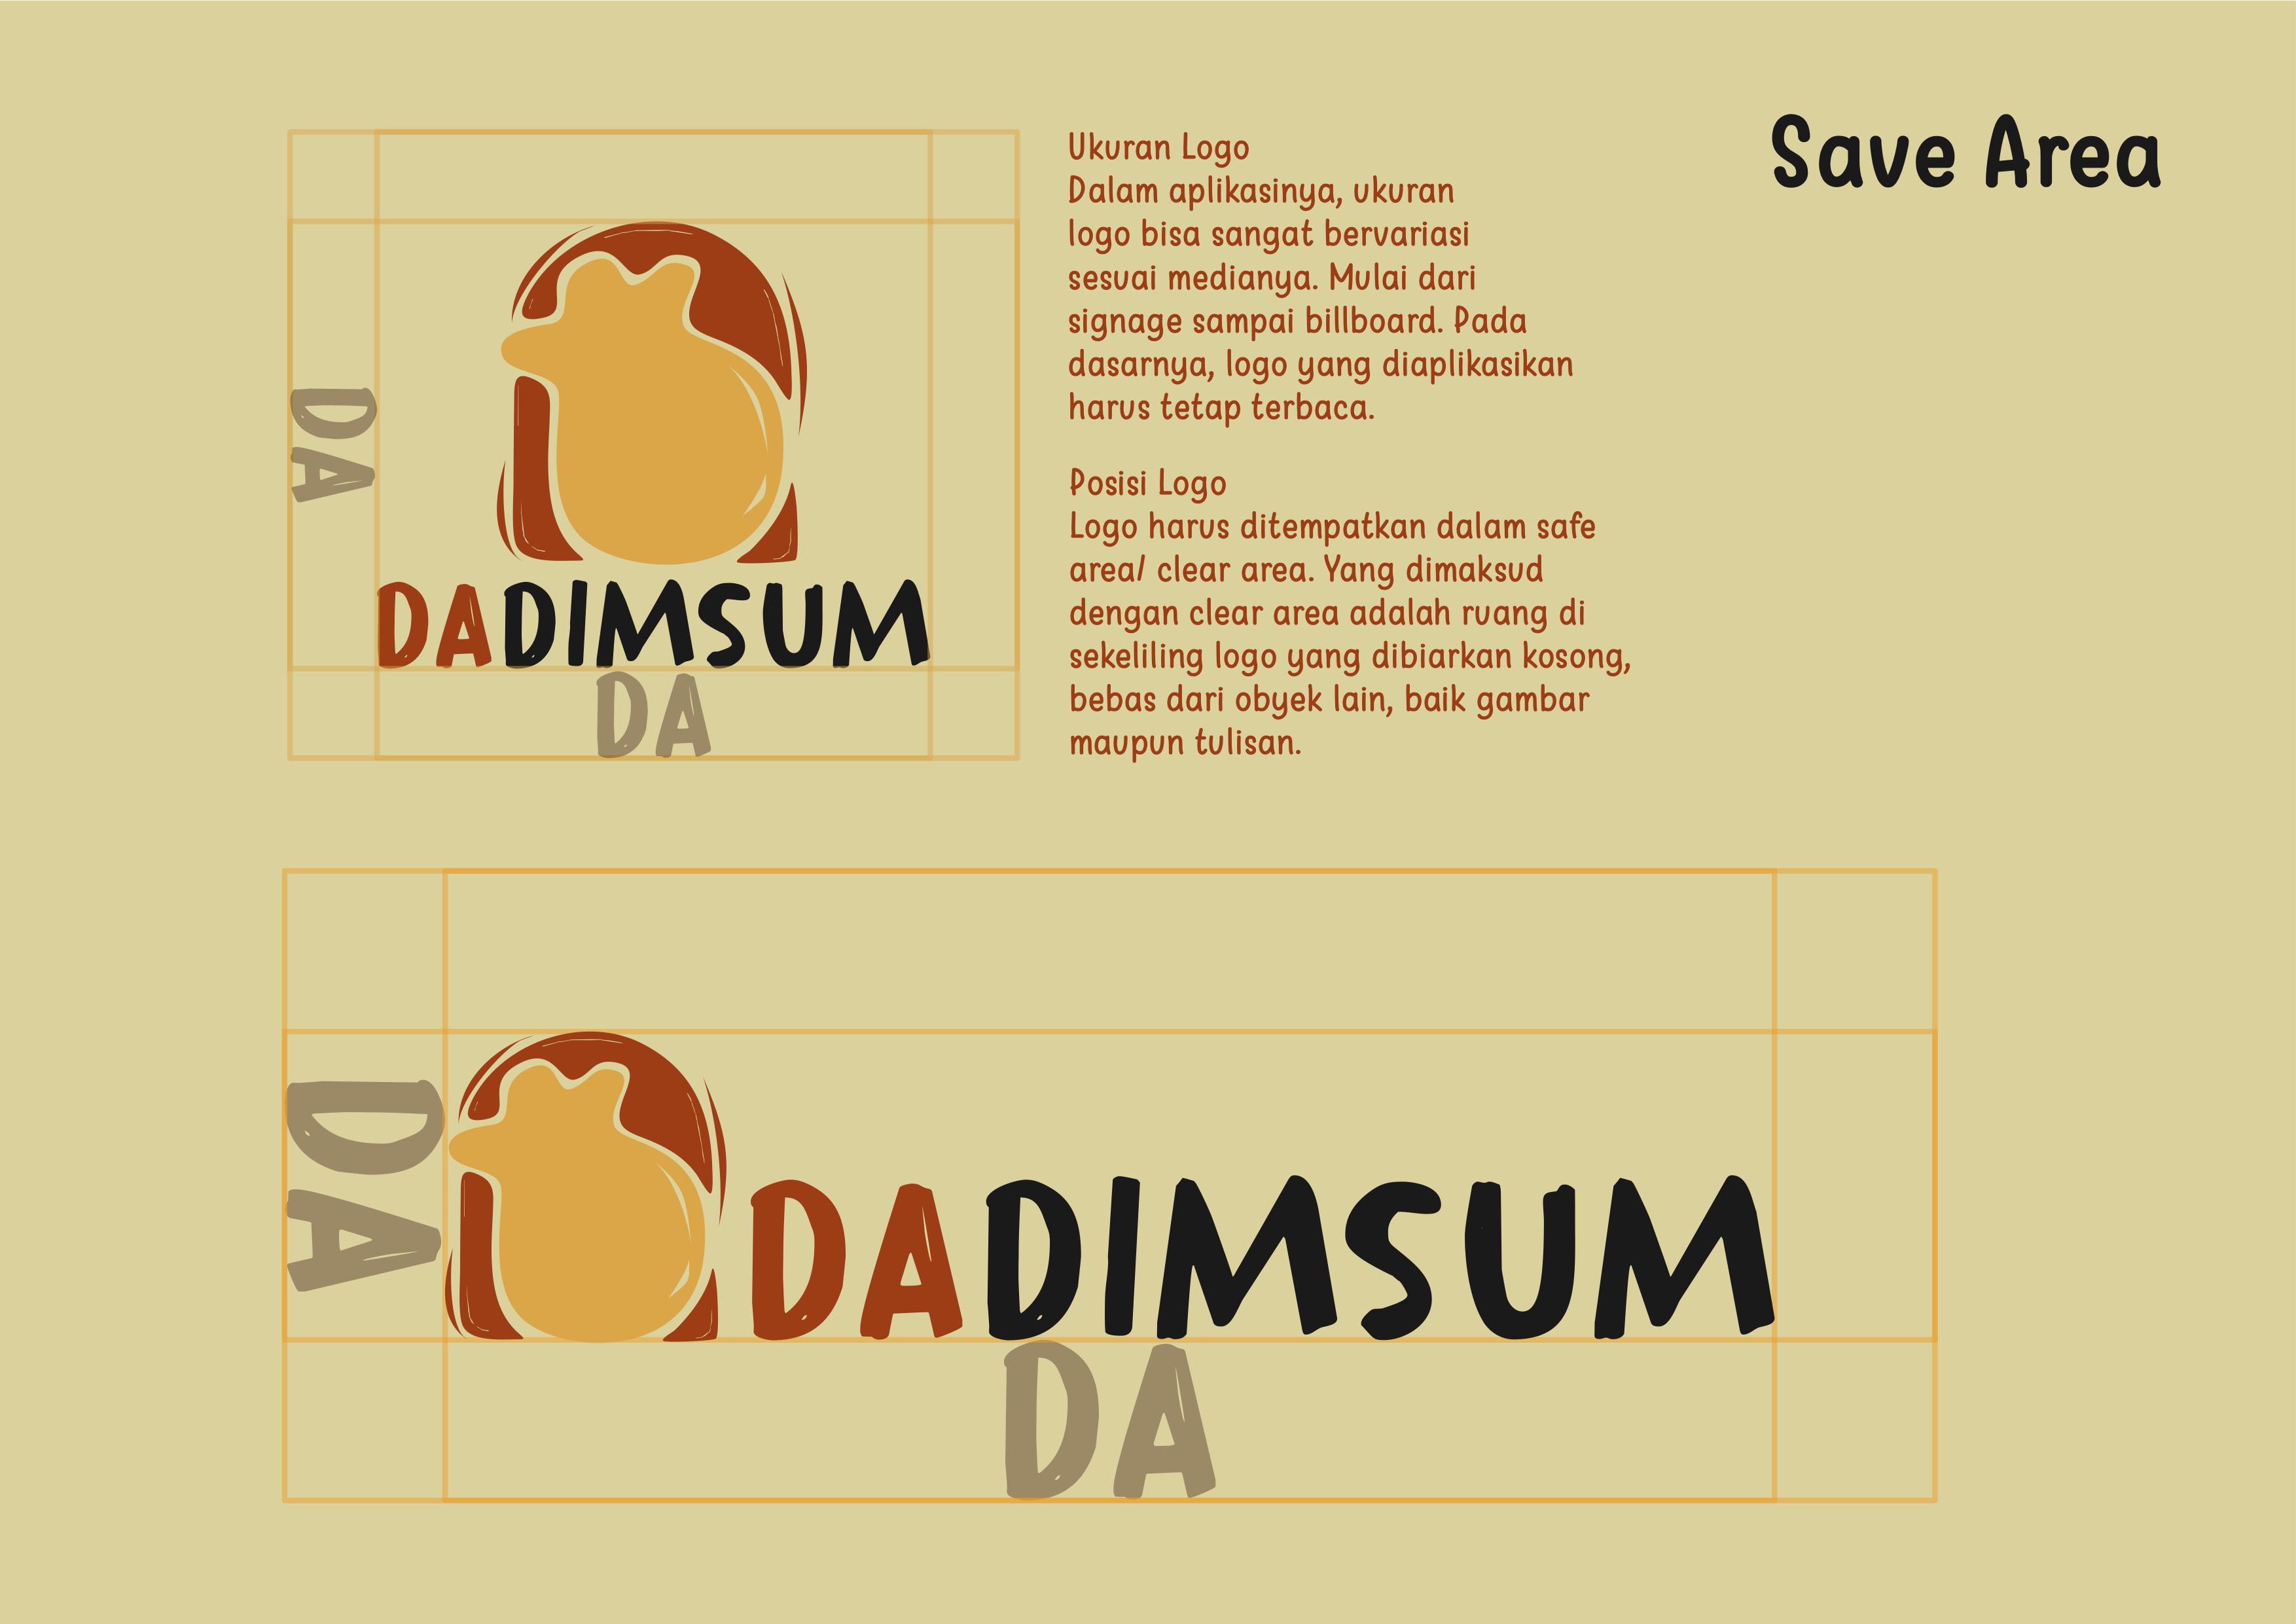 Save Area
Ukuran Logo
Dalam aplikasinya, ukuran
logo bisa sangat bervariasi
sesuai medianya. Mulai dari
signage sampai billboard. Pada
dasarnya, logo yang diaplikasikan
harus tetap terbaca.
Posisi Logo
Logo harus ditempatkan dalam safe
area/ clear area. Yang dimaksud
dengan clear area adalah ruang di
sekeliling logo yang dibiarkan kosong,
bebas dari obyek lain, baik gambar
maupun tulisan.
DA
DADIMSUM
DA
DA
DADIMSUM
DA